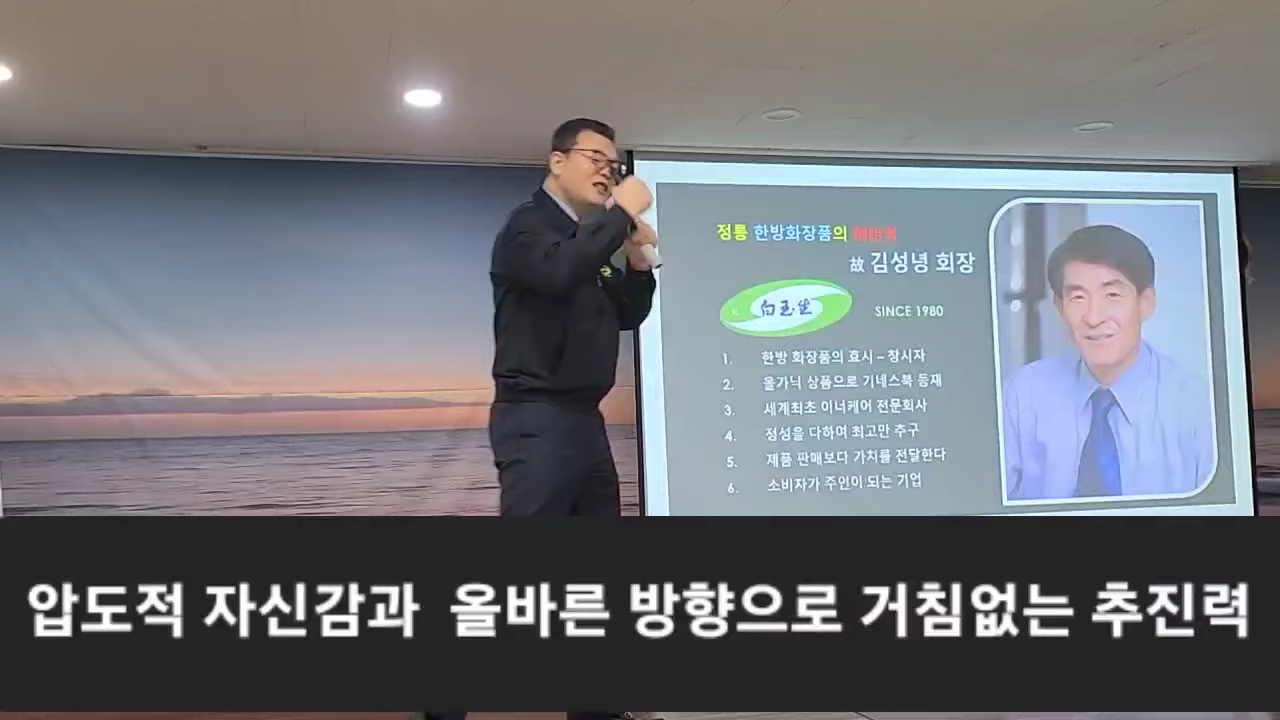 정통 한방화장품의
故 김성녕 회장
白玉生
SINCE 1980
1. 한방 화장품의 효시 – 창시자
2. 올가닉 상품으로 기네스북 등재
3. 세계최초 이너케어 전문회사
4. 정성을 다하여 최고만 추구
5. 제품 판매보다 가치를 전달한다
6. 소비자가 주인이 되는 기업
압도적 자신감과 올바른 방향으로 거침없는 추진력